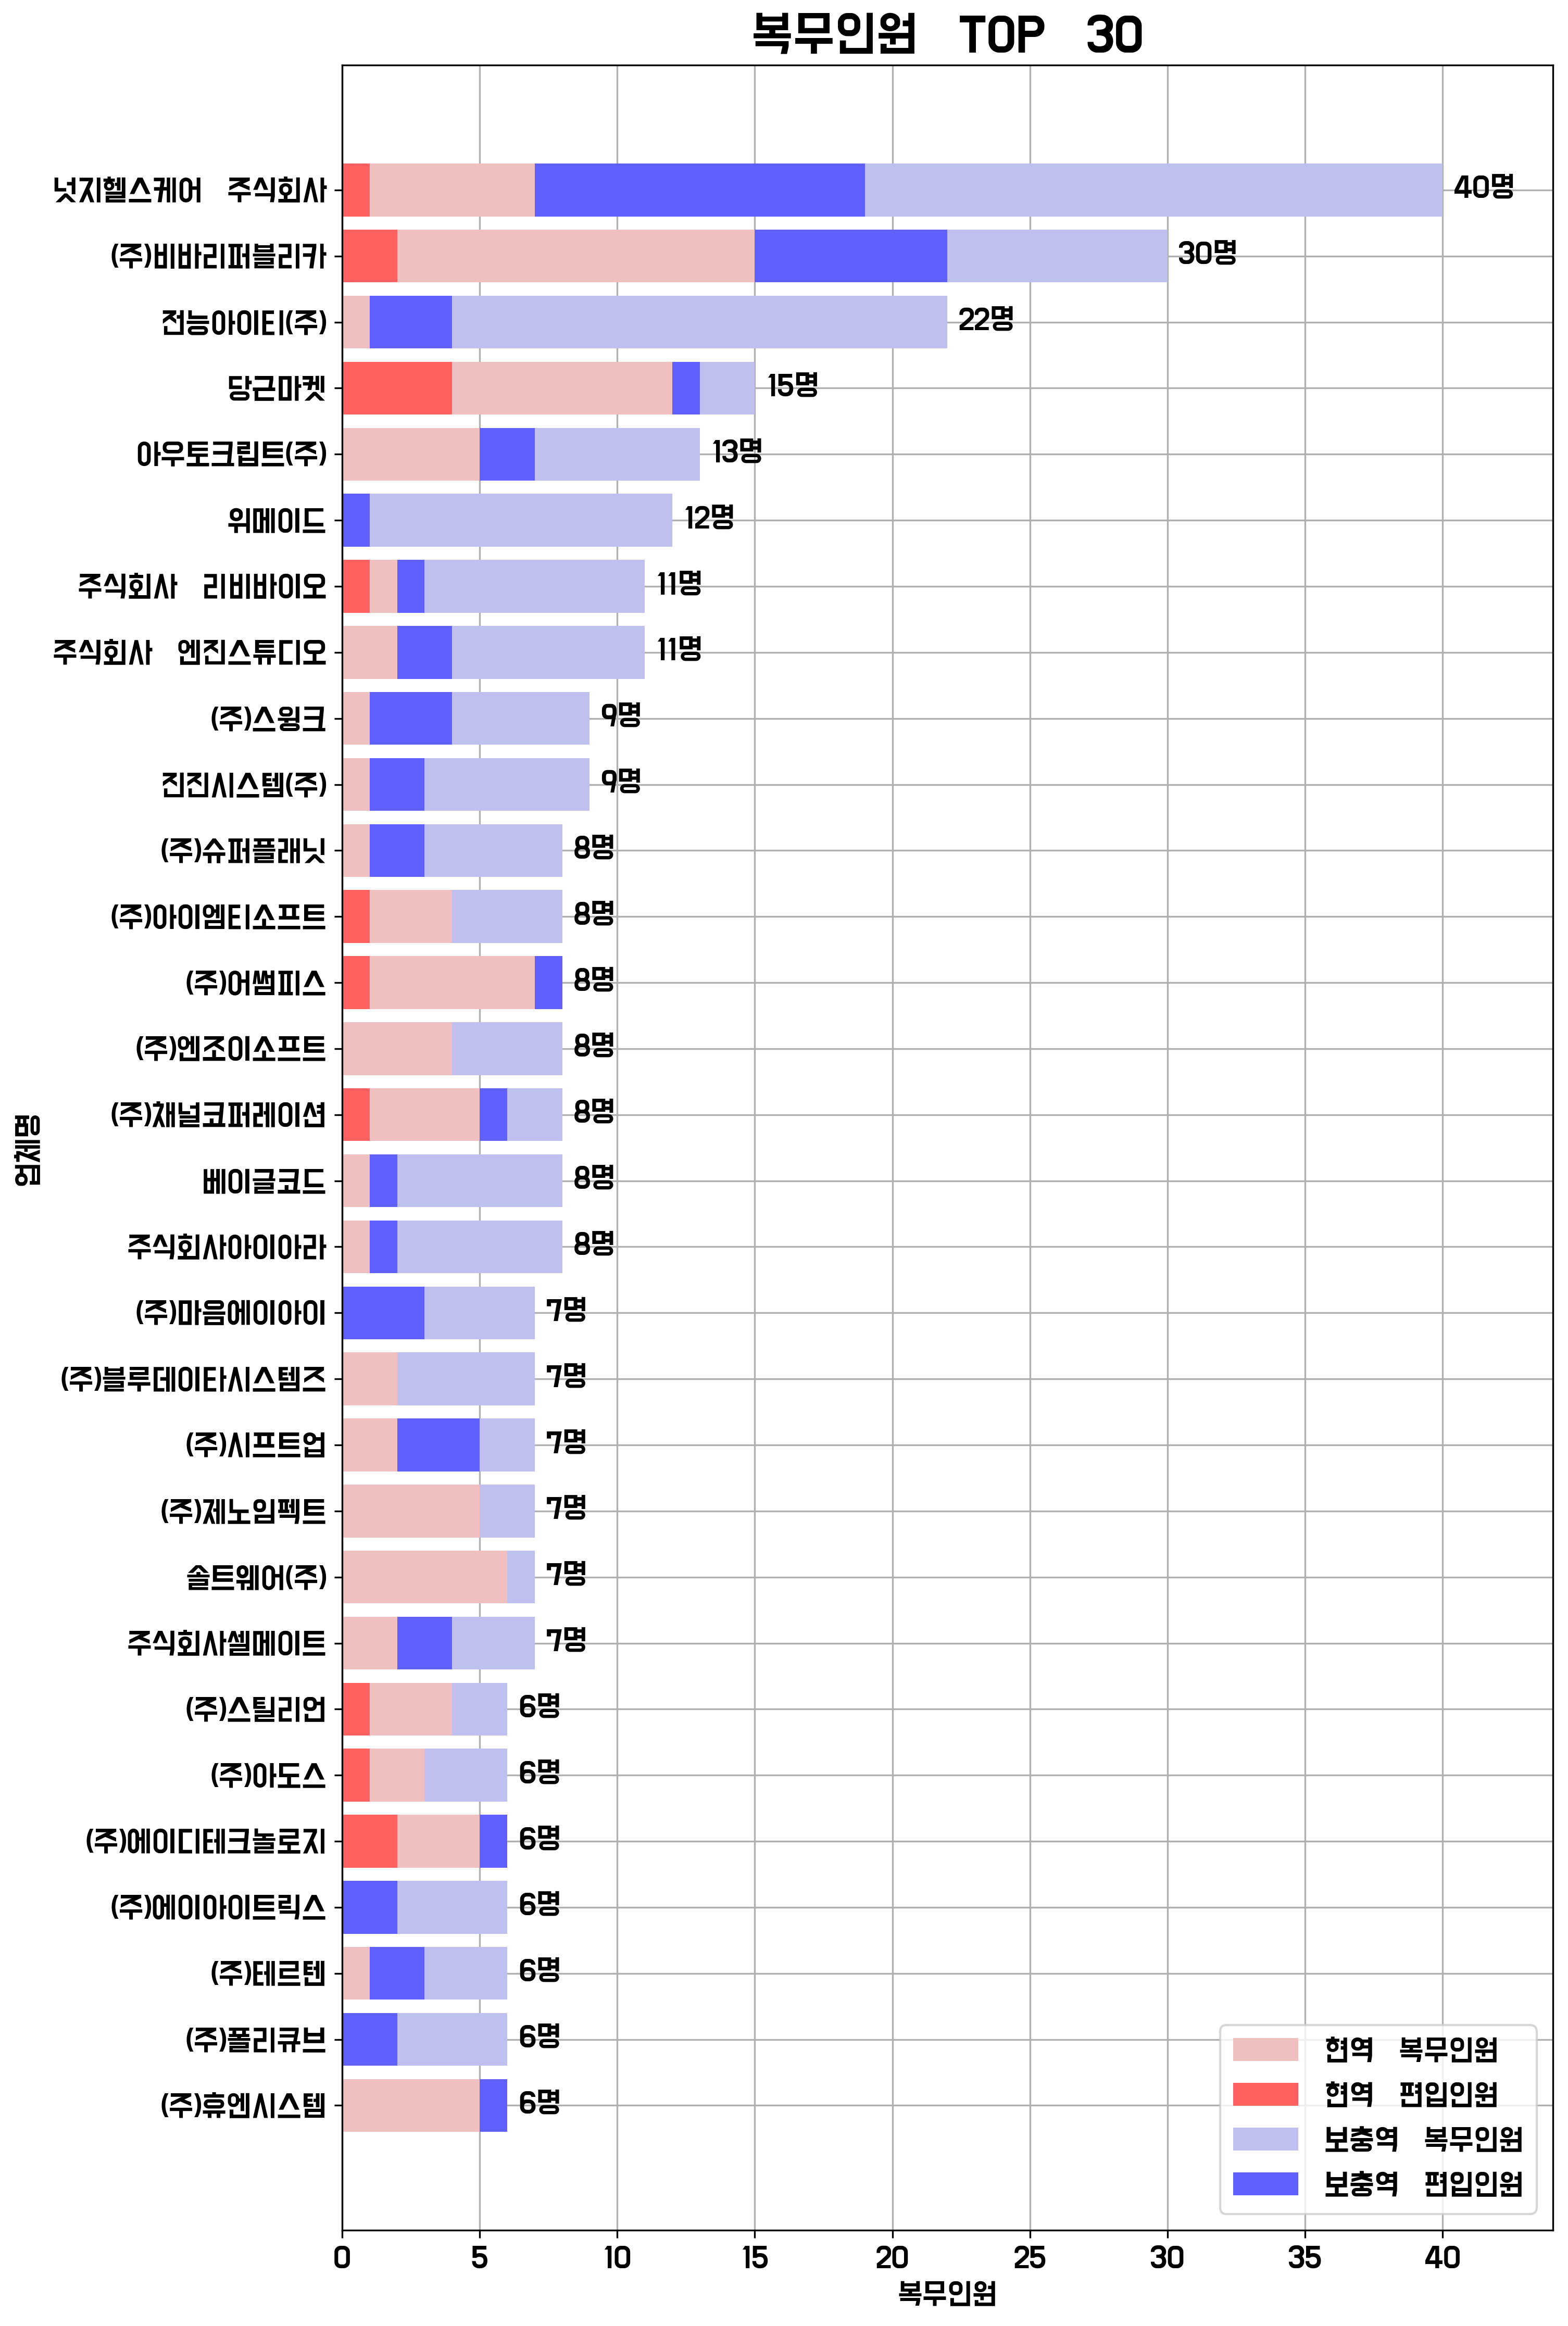 복무인원 TOP 30
넛지헬스케어 주식회사 40명
(주)비바리퍼블리카 30명
전능아이티(주) 22명
당근마켓 15명
아우토크립트(주) 13명
위메이드 12명
주식회사 리비바이오 11명
주식회사 엔진스튜디오 11명
(주)스윙크 9명
진진시스템(주) 9명
(주)슈퍼플래닛 8명
(주)아이엠티소프트 8명
(주)어썸피스 8명
(주)엔조이소프트 8명
(주)채널코퍼레이션 8명
베이글코드 8명
주식회사아이아라 8명
(주)마음에이아이 7명
(주)블루데이타시스템즈 7명
(주)시프트업 7명
(주)제노임펙트 7명
솔트웨어(주) 7명
주식회사셀메이트 7명
(주)스틸리언 6명
(주)아도스 6명
(주)에이디테크놀로지 6명
(주)에이아이트릭스 6명
(주)테르텐 6명
(주)폴리큐브 6명
(주)휴엔시스템 6명
업체명
현역 복무인원
현역 편입인원
보충역 복무인원
보충역 편입인원
0 5 10 15 20 25 30 35 40
복무인원